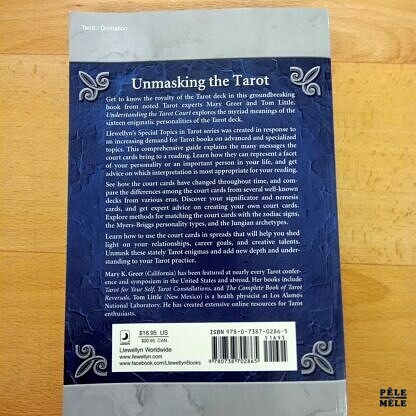 Tarot / Divination
Unmasking the Tarot
Get to know the royalty of the Tarot deck in this groundbreaking
book from noted Tarot experts Mary Greer and Tom Little.
Understanding the Tarot Court explores the myriad meanings of the
sixteen enigmatic personalities of the Tarot deck.
Llewellyn's Special Topics in Tarot series was created in response to
an increasing demand for Tarot books on advanced and specialized
topics. This comprehensive guide explains the many messages the
court cards bring to a reading. Learn how they can represent a facet
of your personality or an important person in your life, and get
advice on which interpretation is most appropriate for your reading.
See how the court cards have changed throughout time, and com-
pare the differences among the court cards from several well-known
decks from various eras. Discover your significator and nemesis
cards, and get expert advice on creating your own court cards.
Explore methods for matching the court cards with the zodiac signs,
the Myers-Briggs personality types, and the Jungian archetypes.
Learn how to use the court cards in spreads that will help you shed
light on your relationships, career goals, and creative talents.
Unmask these stately Tarot enigmas and add new depth and under-
standing to your Tarot practice.
Mary K. Greer (California) has been featured at nearly every Tarot confer-
ence and symposium in the United States and abroad. Her books include
Tarot for Your Self, Tarot Constellations, and The Complete Book of Tarot
Reversals. Tom Little (New Mexico) is a health physicist at Los Alamos
National Laboratory. He has created extensive online resources for Tarot
enthusiasts.
$16.95 US
$20.95 CAN
Llewellyn Worldwide
llewellyn.com
www.facebook.com/LlewellynBooks
ISBN 978-0-7387-0286-5
51695
9 780738 702865
PÊLE
MÊLE